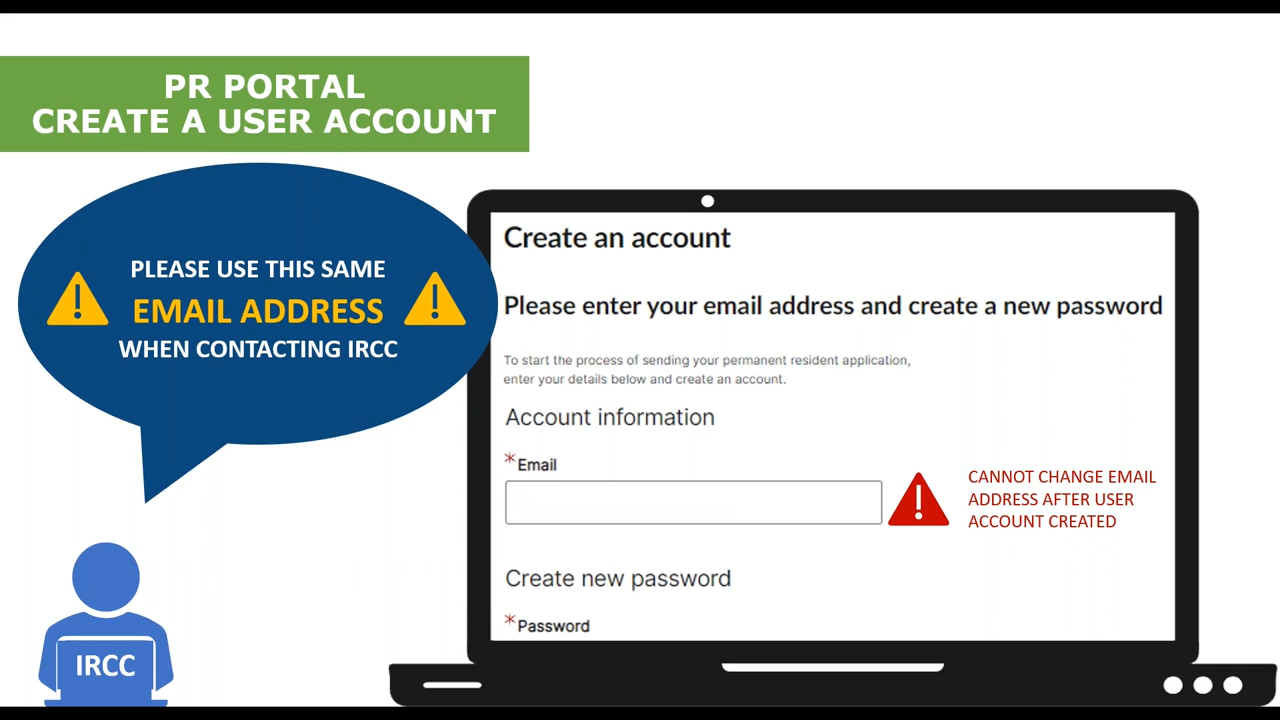 PR PORTAL
CREATE A USER ACCOUNT
PLEASE USE THIS SAME
EMAIL ADDRESS
WHEN CONTACTING IRCC
IRCC
Create an account
Please enter your email address and create a new password
To start the process of sending your permanent resident application,
enter your details below and create an account.
Account information
*Email
CANNOT CHANGE EMAIL
ADDRESS AFTER USER
ACCOUNT CREATED
Create new password
*Password